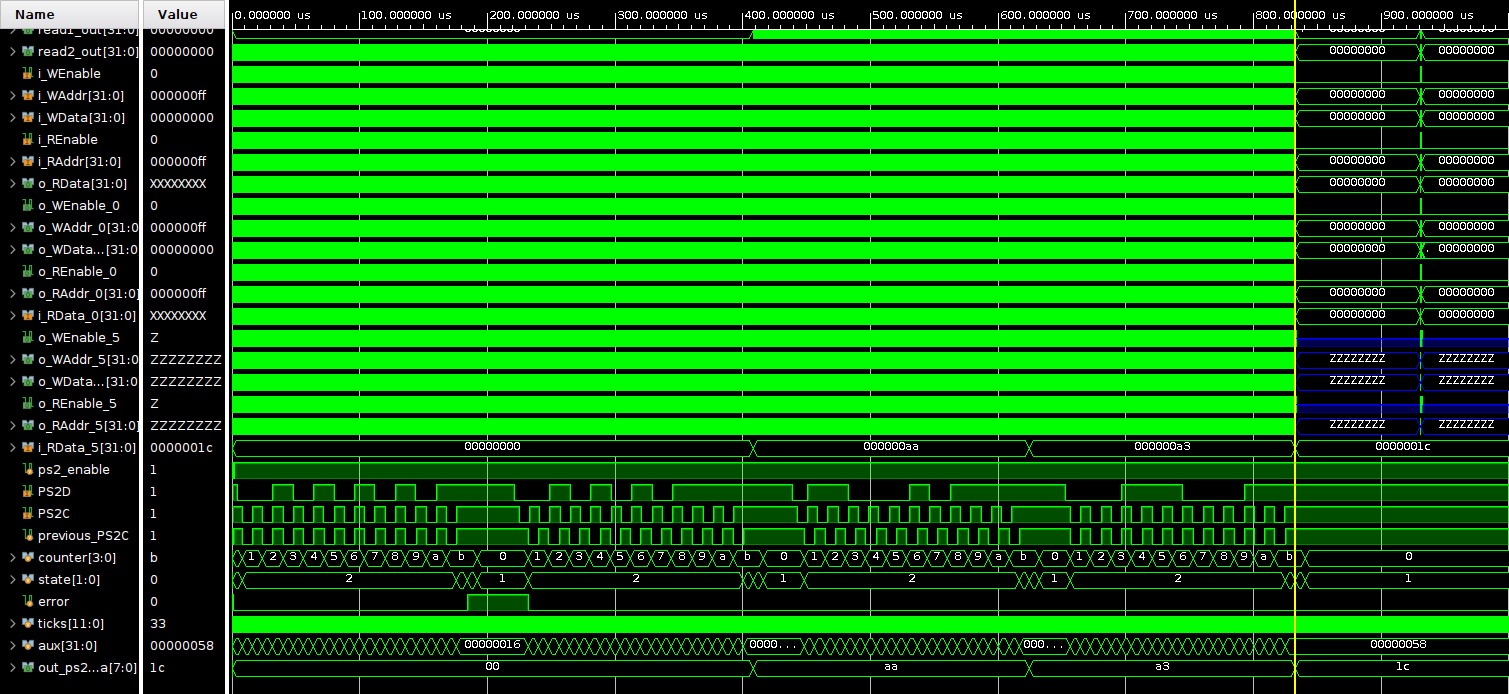 Name Value 0.000000 us 100.000000 us 200.000000 us 300.000000 us 400.000000 us 500.000000 us 600.000000 us 700.000000 us 800.000000 us 900.000000 us
read1_out[31:0] 00000000
read2_out[31:0] 00000000 00000000 00000000
i_WEnable 0
i_WAddr[31:0] 000000ff 00000000 00000000
i_WData[31:0] 00000000 00000000 00000000
i_REnable 0
i_RAddr[31:0] 000000ff 00000000 00000000
o_RData[31:0] XXXXXXXX 00000000 00000000
o_WEnable_0 0
o_WAddr_0[31:0 000000ff 00000000 00000000
o_WData...[31:0 00000000 00000000 . 00000000
o_REnable_0 0
o_RAddr_0[31:0] 000000ff 00000000 00000000
i_RData_0[31:0] XXXXXXXX 00000000 00000000
o_WEnable_5 Z
o_WAddr_5[31:0 ZZZZZZZZ ZZZZZZZZ ZZZZZZZZ
o_WData...[31:0 ZZZZZZZZ ZZZZZZZZ ZZZZZZZZ
o_REnable_5 Z
o_RAddr_5[31:0] ZZZZZZZZ ZZZZZZZZ ZZZZZZZZ
i_RData_5[31:0] 0000001c 00000000 000000aa 000000a3 0000001c
ps2_enable 1
PS2D 1
PS2C 1
previous_PS2C 1
counter[3:0] b 1 2 3 4 5 6 7 8 9 a b 0 1 2 3 4 5 6 7 8 9 a b 0 1 2 3 4 5 6 7 8 9 a b 0 1 2 3 4 5 6 7 8 9 a b 0
state[1:0] 0 2 1 2 1 2 1 2 1
error 0
ticks[11:0] 33
aux[31:0] 00000058 00000016 0000... 000... 00000058
out_ps2...a[7:0] 1c 00 aa a3 1c